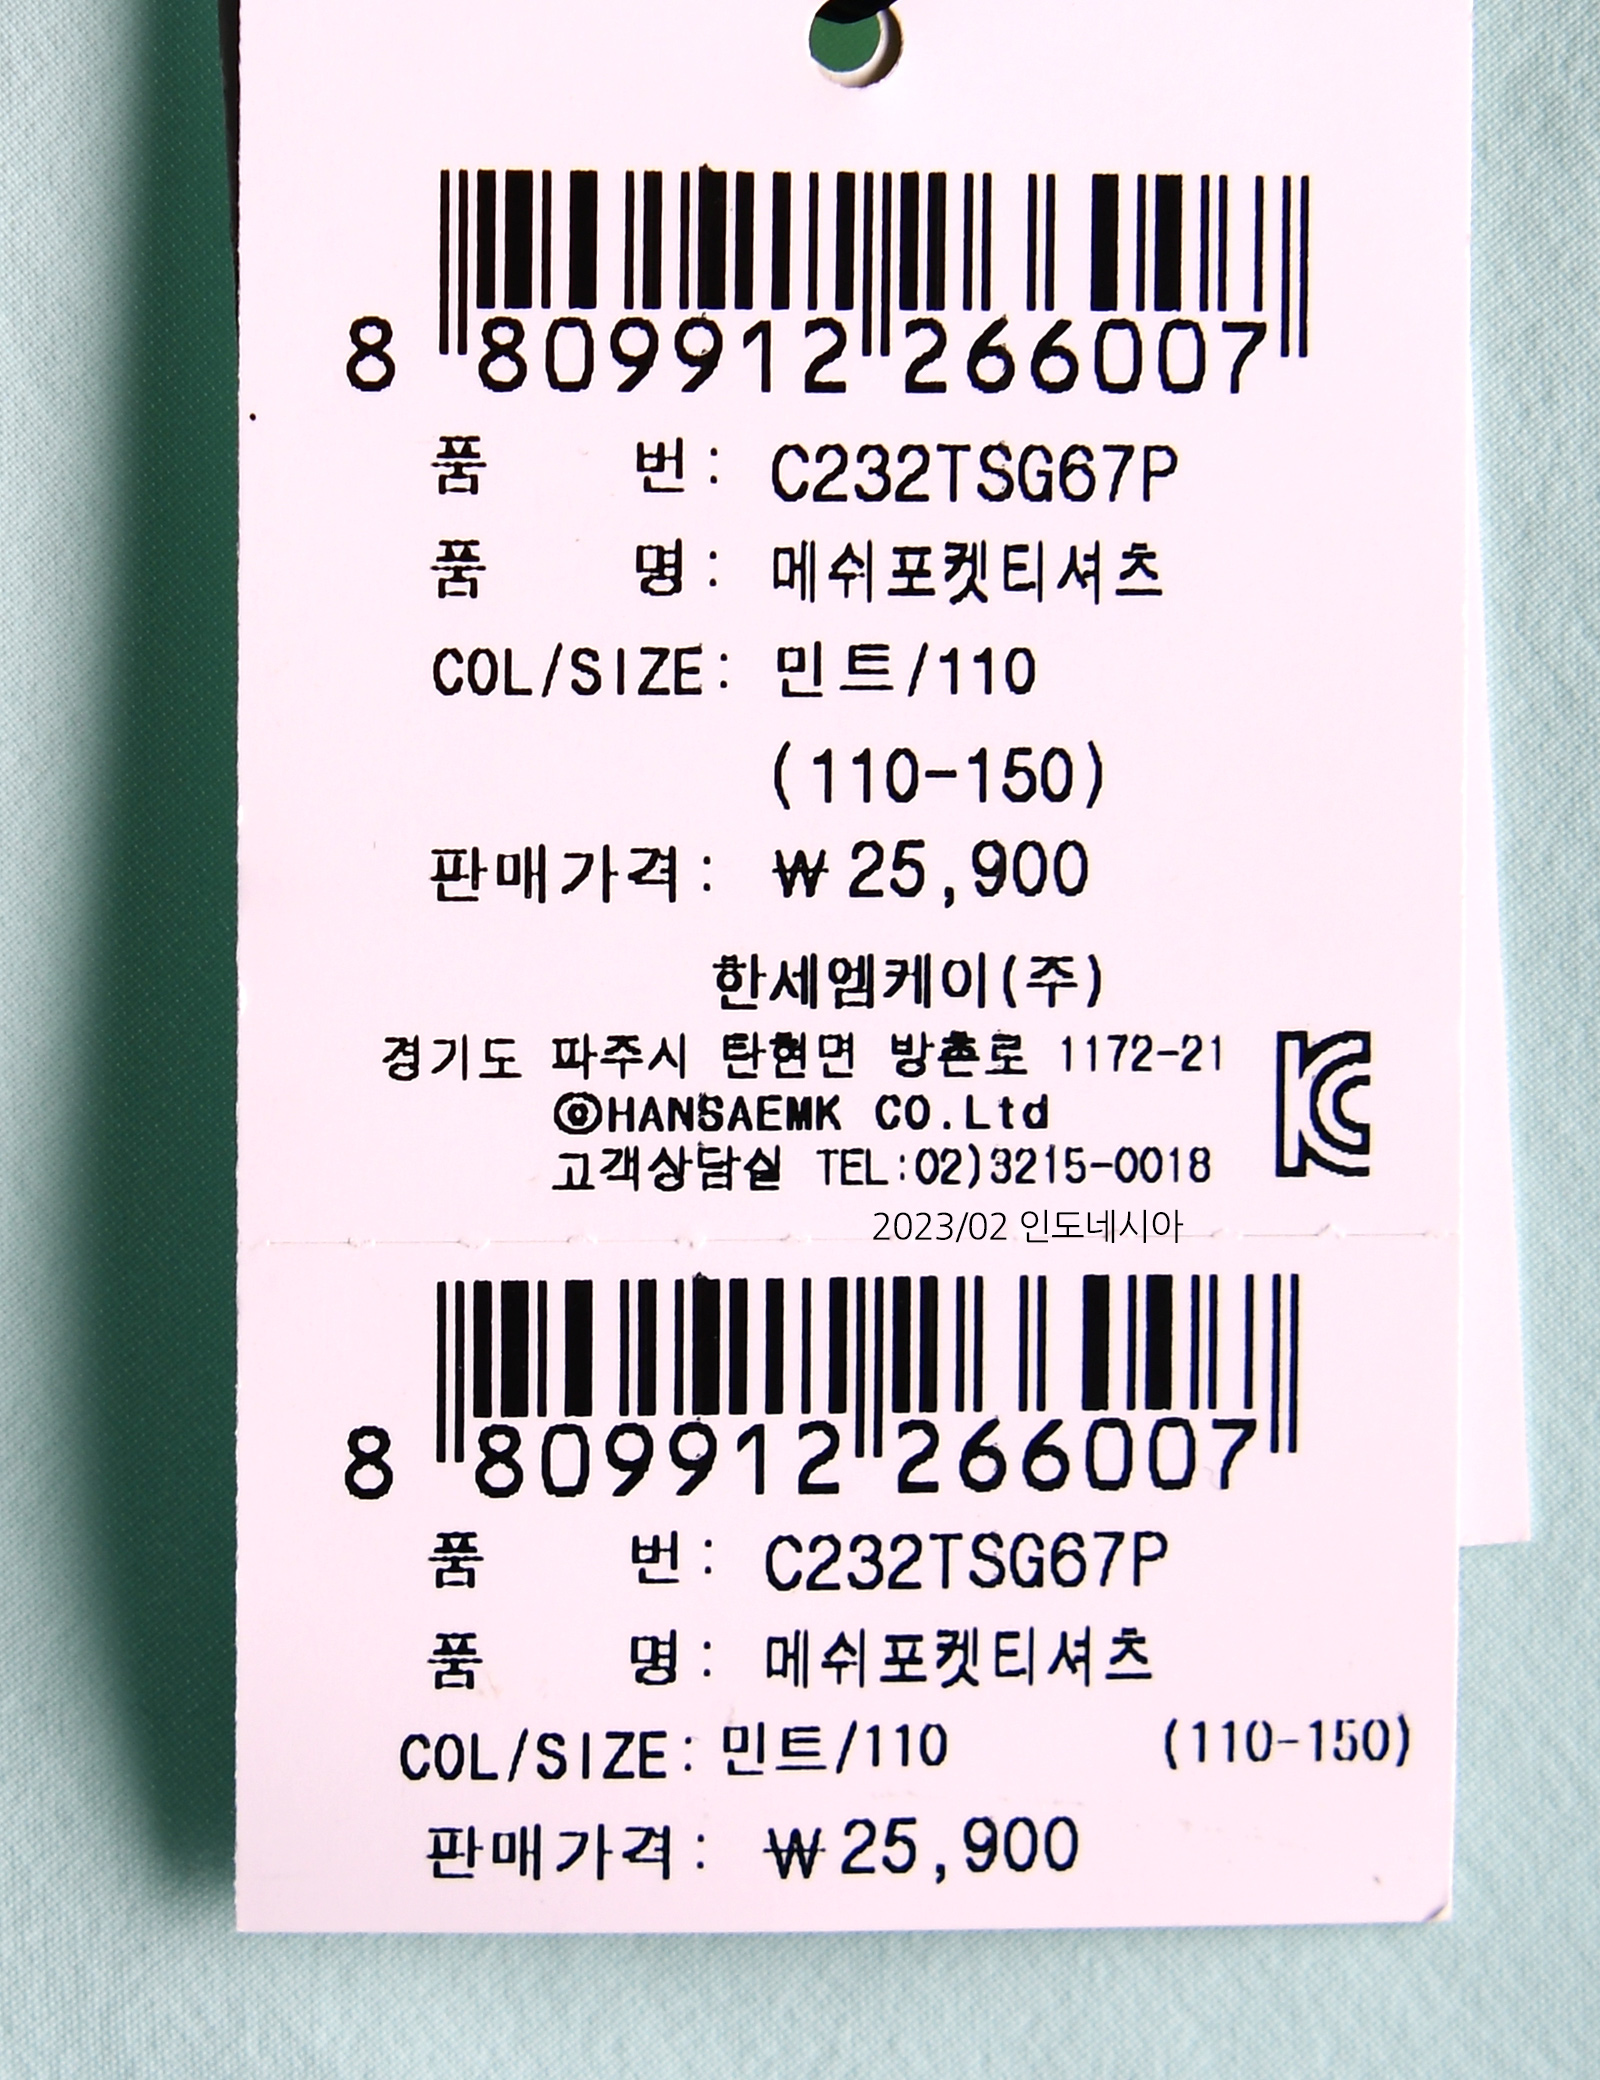 8 809912 266007
품 번: C232TSG67P
품 명: 메쉬포켓티셔츠
COL/SIZE: 민트/110
(110-150)
판매가격: ₩25,900
한세엠케이(주)
경기도 파주시 탄현면 방촌로 1172-21
◎HANSAEMK CO.Ltd
고객상담실 TEL:02)3215-0018
KC
2023/02 인도네시아
8 809912 266007
품 번: C232TSG67P
품 명: 메쉬포켓티셔츠
COL/SIZE: 민트/110 (110-150)
판매가격: ₩25,900